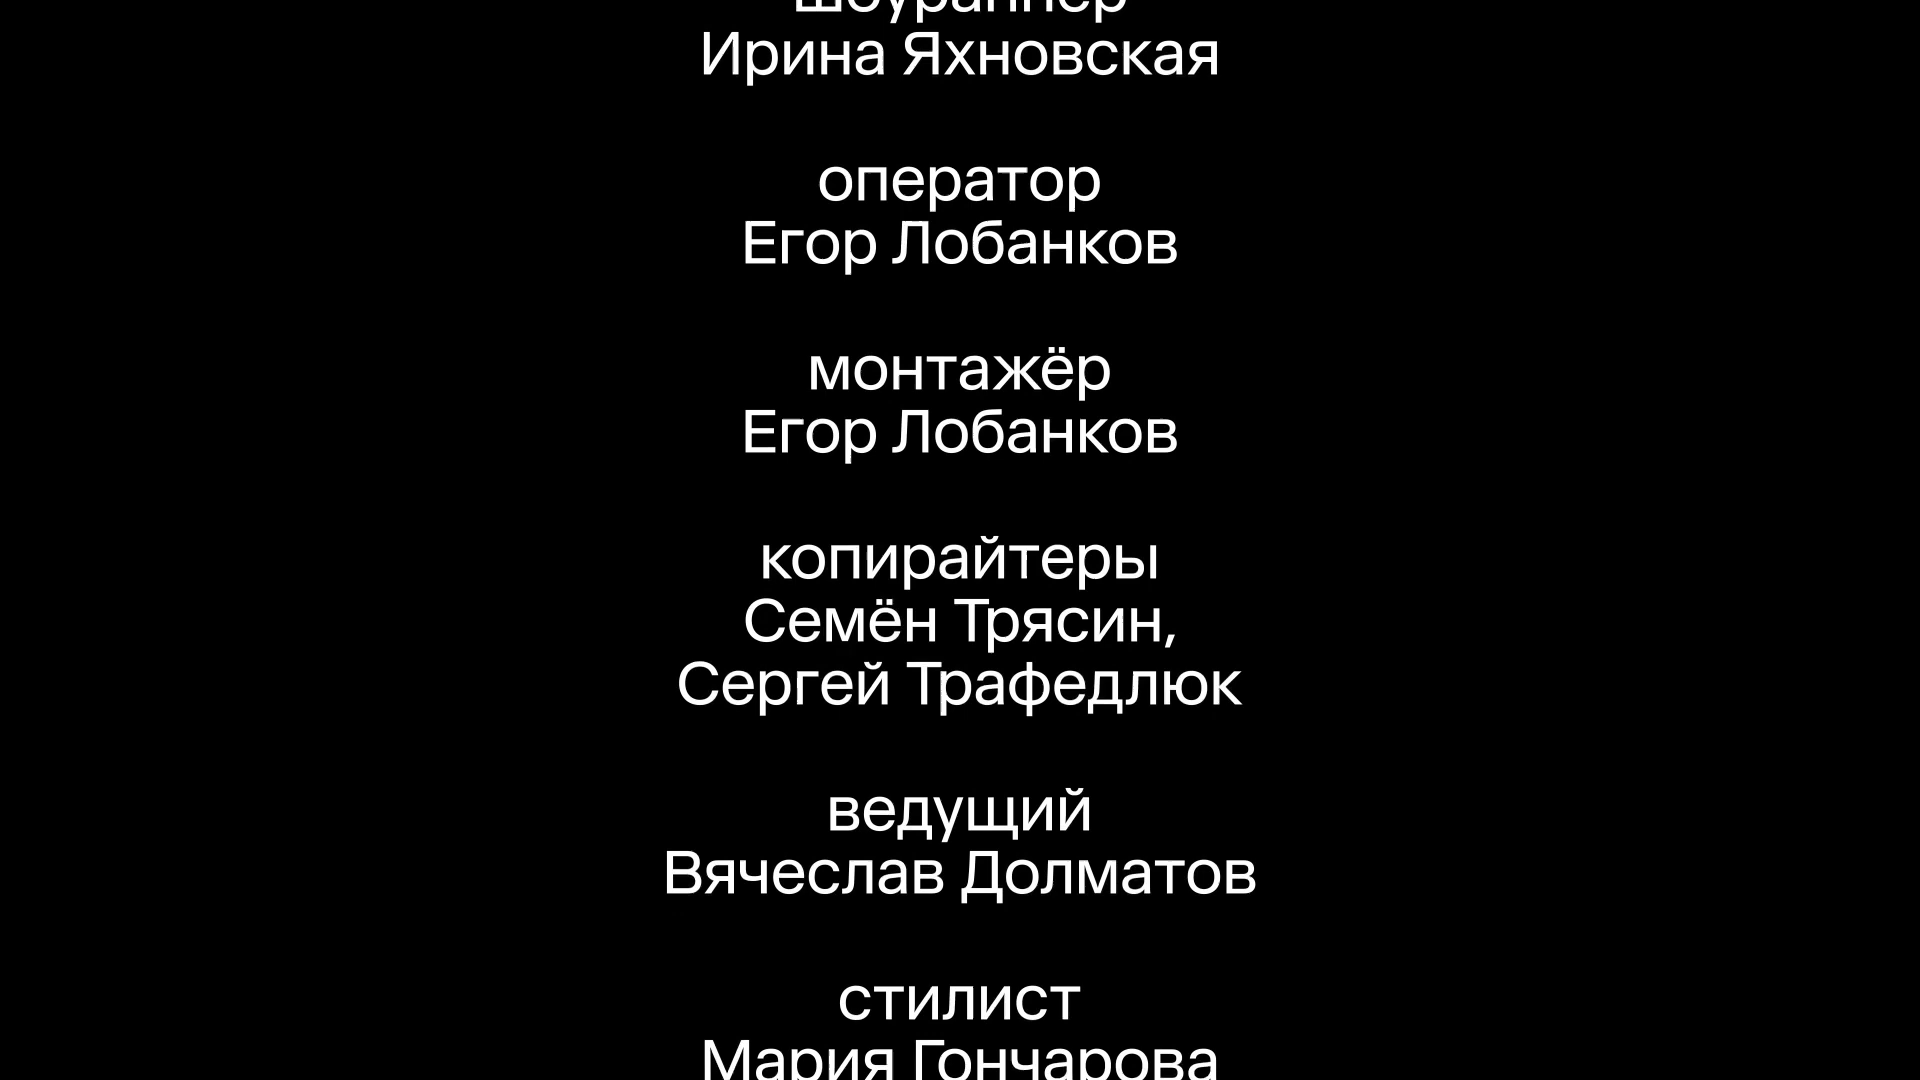 шоураннер
Ирина Яхновская
оператор
Егор Лобанков
монтажёр
Егор Лобанков
копирайтеры
Семён Трясин,
Сергей Трафедлюк
ведущий
Вячеслав Долматов
стилист
Мария Гончарова